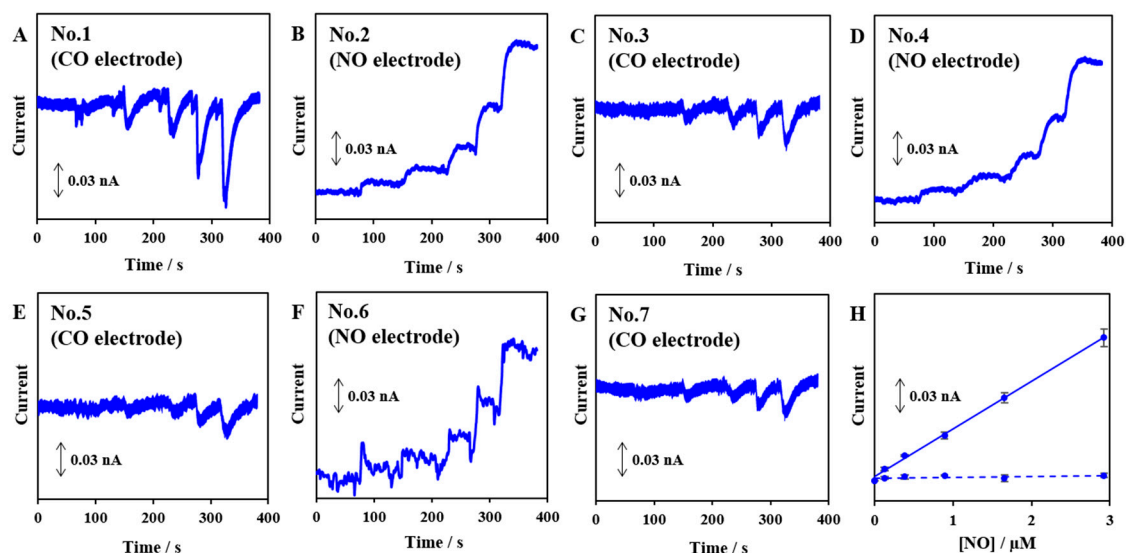 A
No.1
(CO electrode)
Current
0.03 nA
0 100 200 300 400
Time / s
B
No.2
(NO electrode)
Current
0.03 nA
0 100 200 300 400
Time / s
C
No.3
(CO electrode)
Current
0.03 nA
0 100 200 300 400
Time / s
D
No.4
(NO electrode)
Current
0.03 nA
0 100 200 300 400
Time / s
E
No.5
(CO electrode)
Current
0.03 nA
0 100 200 300 400
Time / s
F
No.6
(NO electrode)
Current
0.03 nA
0 100 200 300 400
Time / s
G
No.7
(CO electrode)
Current
0.03 nA
0 100 200 300 400
Time / s
H
Current
0.03 nA
0 1 2 3
[NO] / μM